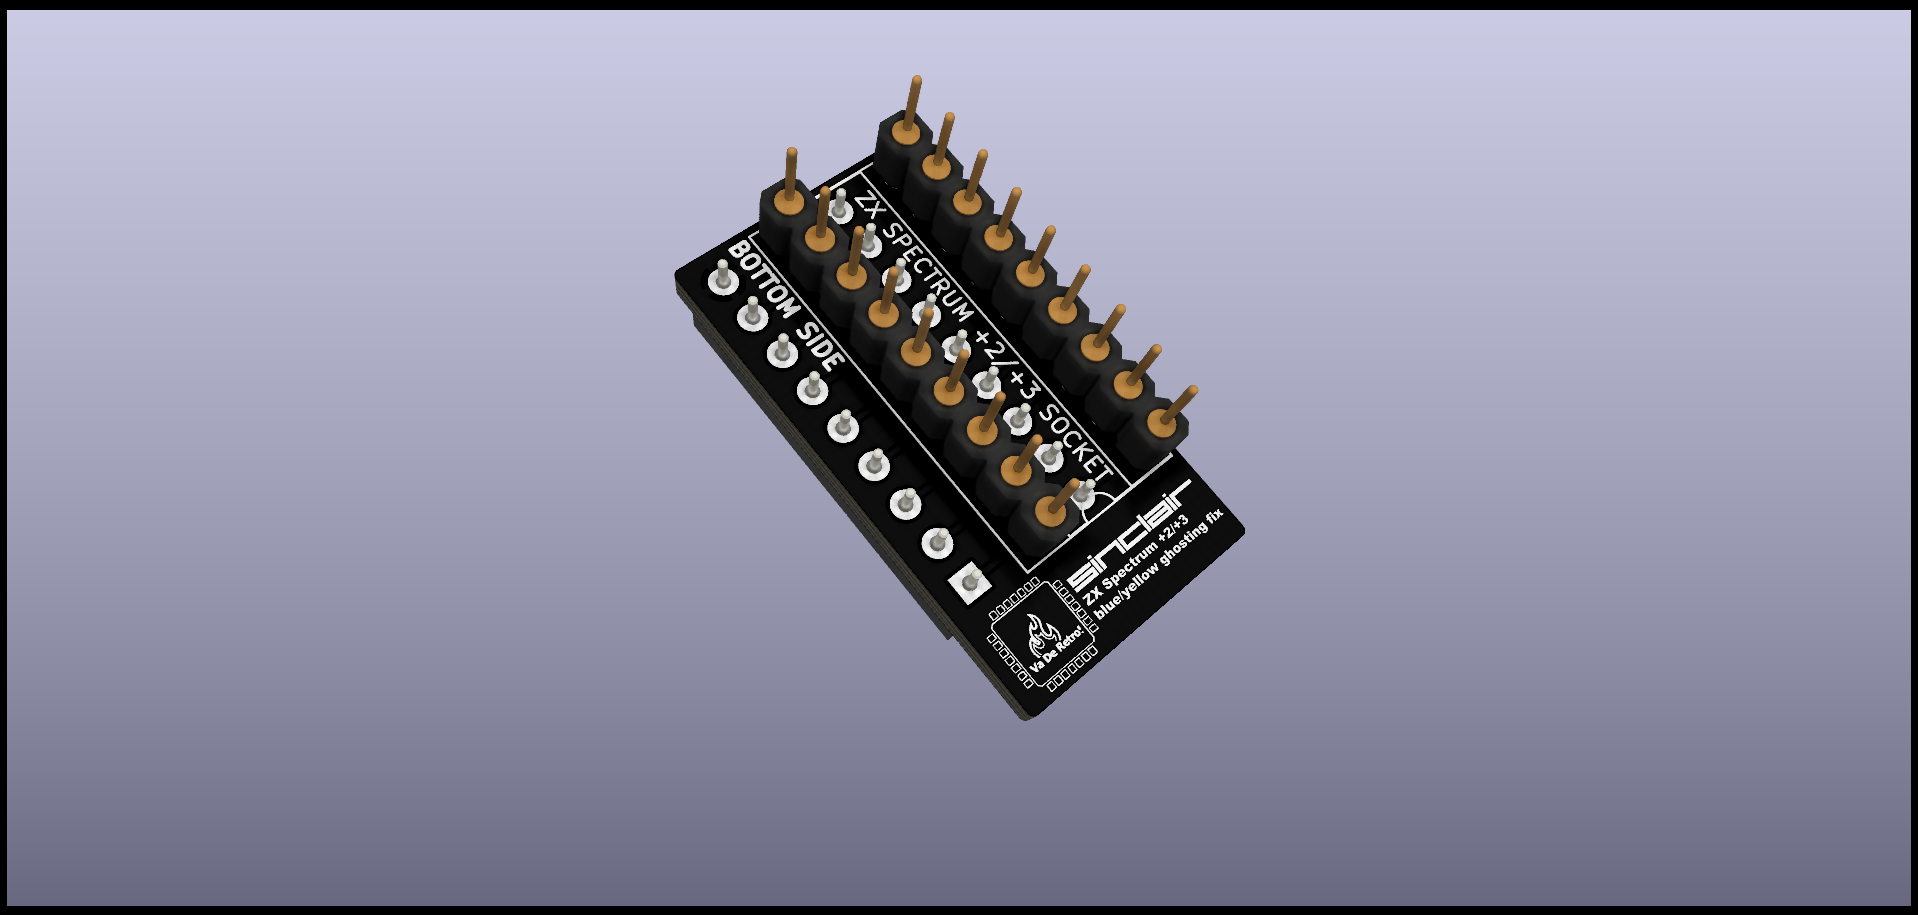 BOTTOM SIDE
ZX SPECTRUM +2/+3 SOCKET
sinclair
ZX Spectrum +2/+3
blue/yellow ghosting fix
Va De Retro!